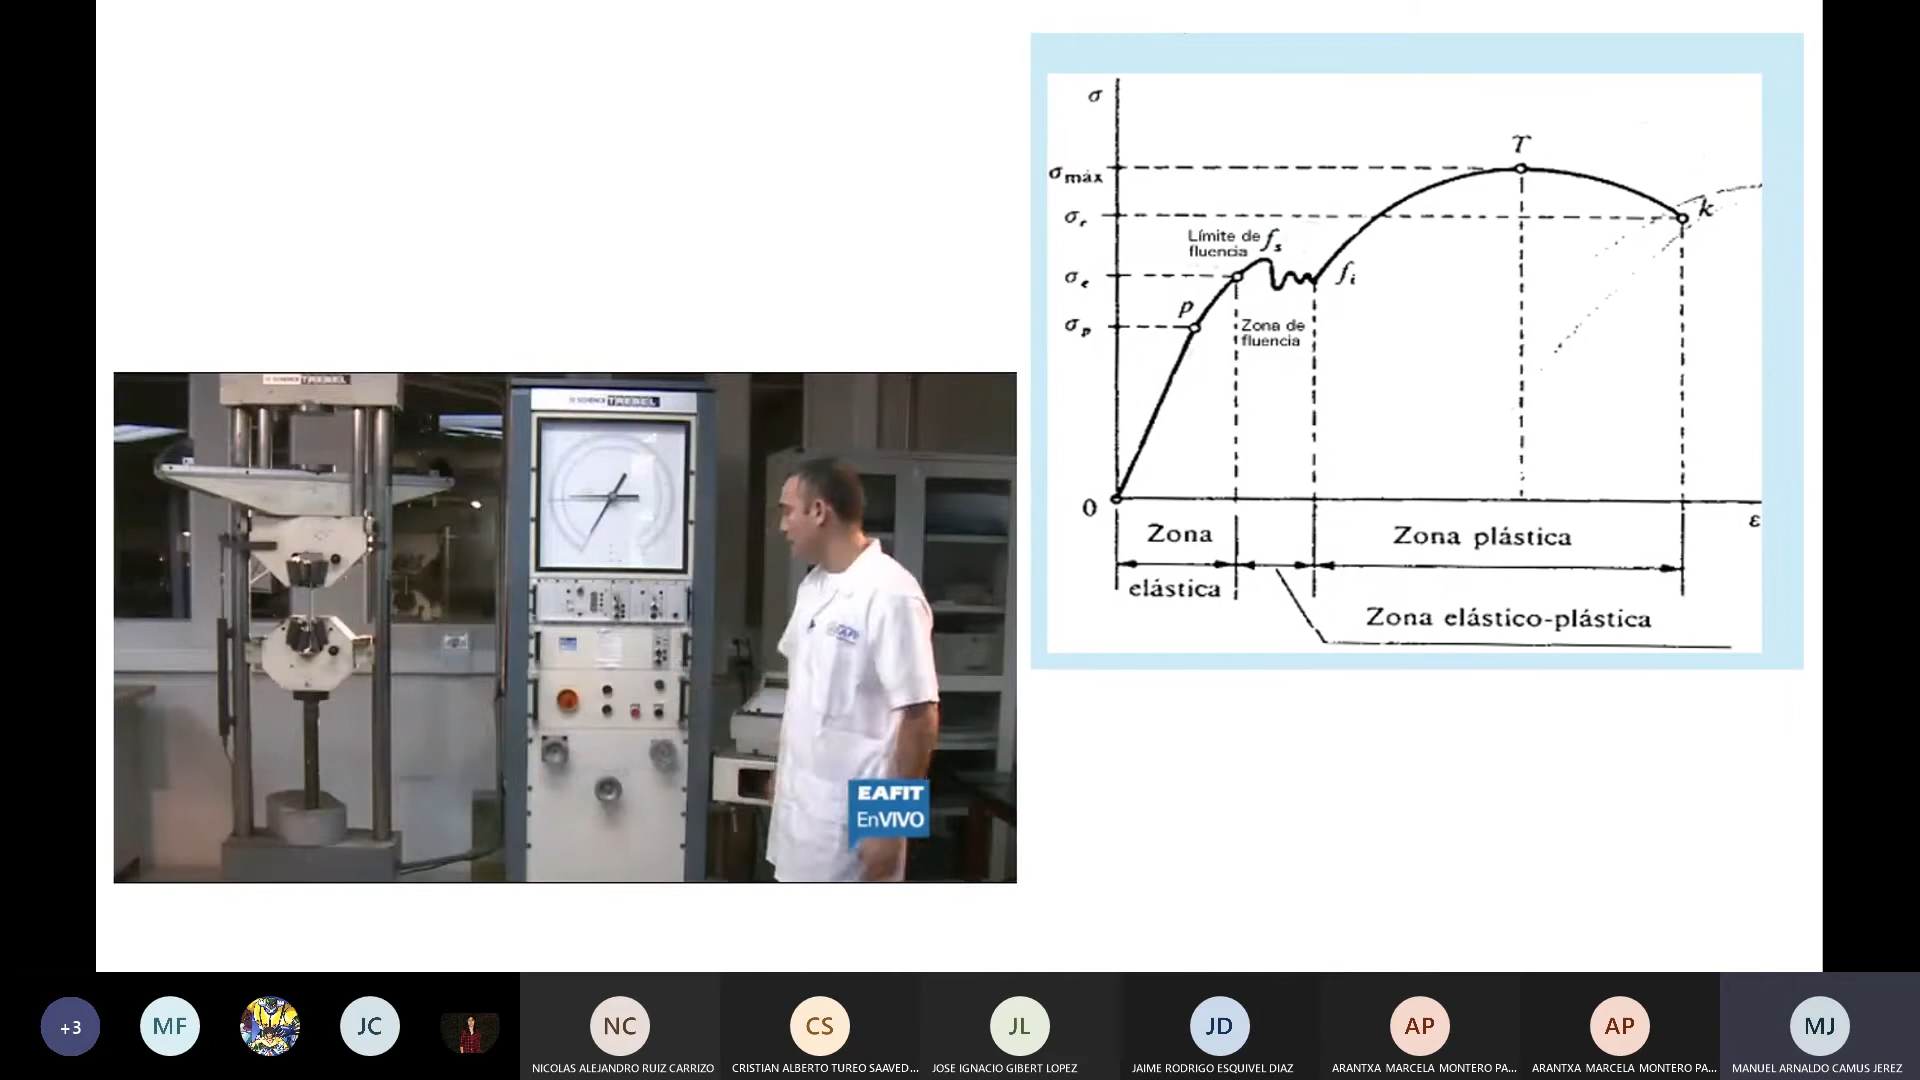 σ
T
σmáx
σr
k
Límite de
fluencia
fs
σe
fi
P
σp
Zona de
fluencia
0
ε
Zona
elástica
Zona plástica
Zona elástico-plástica
TREBEL
SCHENCK TREBEL
EAFIT
EnVIVO
+3
MF
JC
NC
CS
JL
JD
AP
AP
MJ
NICOLAS ALEJANDRO RUIZ CARRIZO
CRISTIAN ALBERTO TUREO SAAVED...
JOSE IGNACIO GIBERT LOPEZ
JAIME RODRIGO ESQUIVEL DIAZ
ARANTXA MARCELA MONTERO PA...
ARANTXA MARCELA MONTERO PA...
MANUEL ARNALDO CAMUS JEREZ